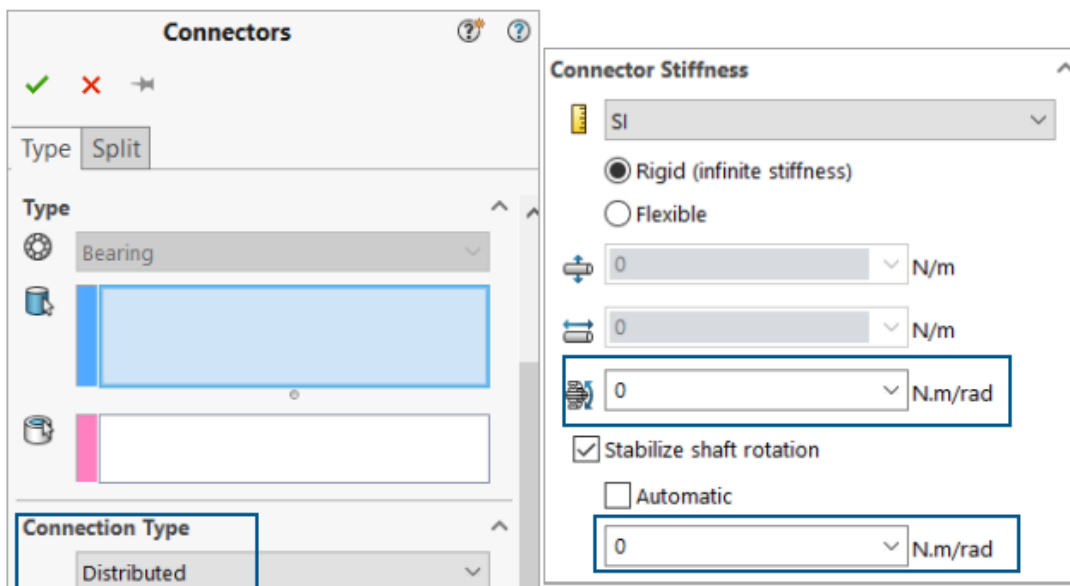 Connectors
Type
Split
Type
Bearing
Connection Type
Distributed
Connector Stiffness
SI
Rigid (infinite stiffness)
Flexible
0 N/m
0 N/m
0 N.m/rad
Stabilize shaft rotation
Automatic
0 N.m/rad